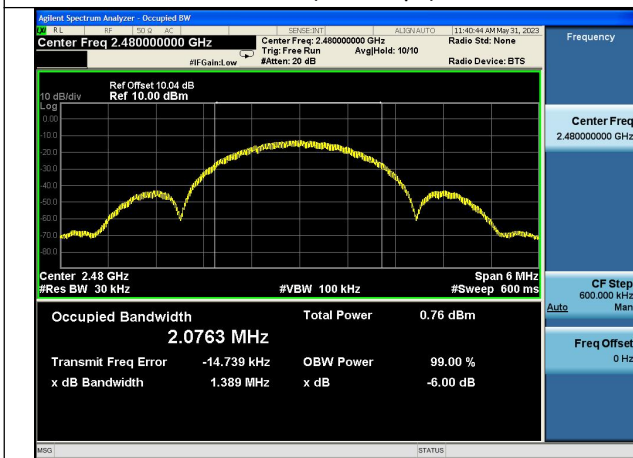 Agilent Spectrum Analyzer - Occupied BW
RL RF 50 Ω AC SENSE:INT ALIGN AUTO 11:40:44 AM May 31, 2023
Center Freq 2.480000000 GHz
Center Freq: 2.480000000 GHz
Radio Std: None
Trig: Free Run Avg|Hold: 10/10
#IFGain:Low #Atten: 20 dB Radio Device: BTS
Frequency
Ref Offset 10.04 dB
10 dB/div Ref 10.00 dBm
Log
0.00
-10.0
-20.0
-30.0
-40.0
-50.0
-60.0
-70.0
-80.0
Center Freq
2.480000000 GHz
Center 2.48 GHz Span 6 MHz
#Res BW 30 kHz #VBW 100 kHz #Sweep 600 ms
CF Step
600.000 kHz
Auto Man
Occupied Bandwidth Total Power 0.76 dBm
2.0763 MHz
Transmit Freq Error -14.739 kHz OBW Power 99.00 %
x dB Bandwidth 1.389 MHz x dB -6.00 dB
Freq Offset
0 Hz
MSG STATUS